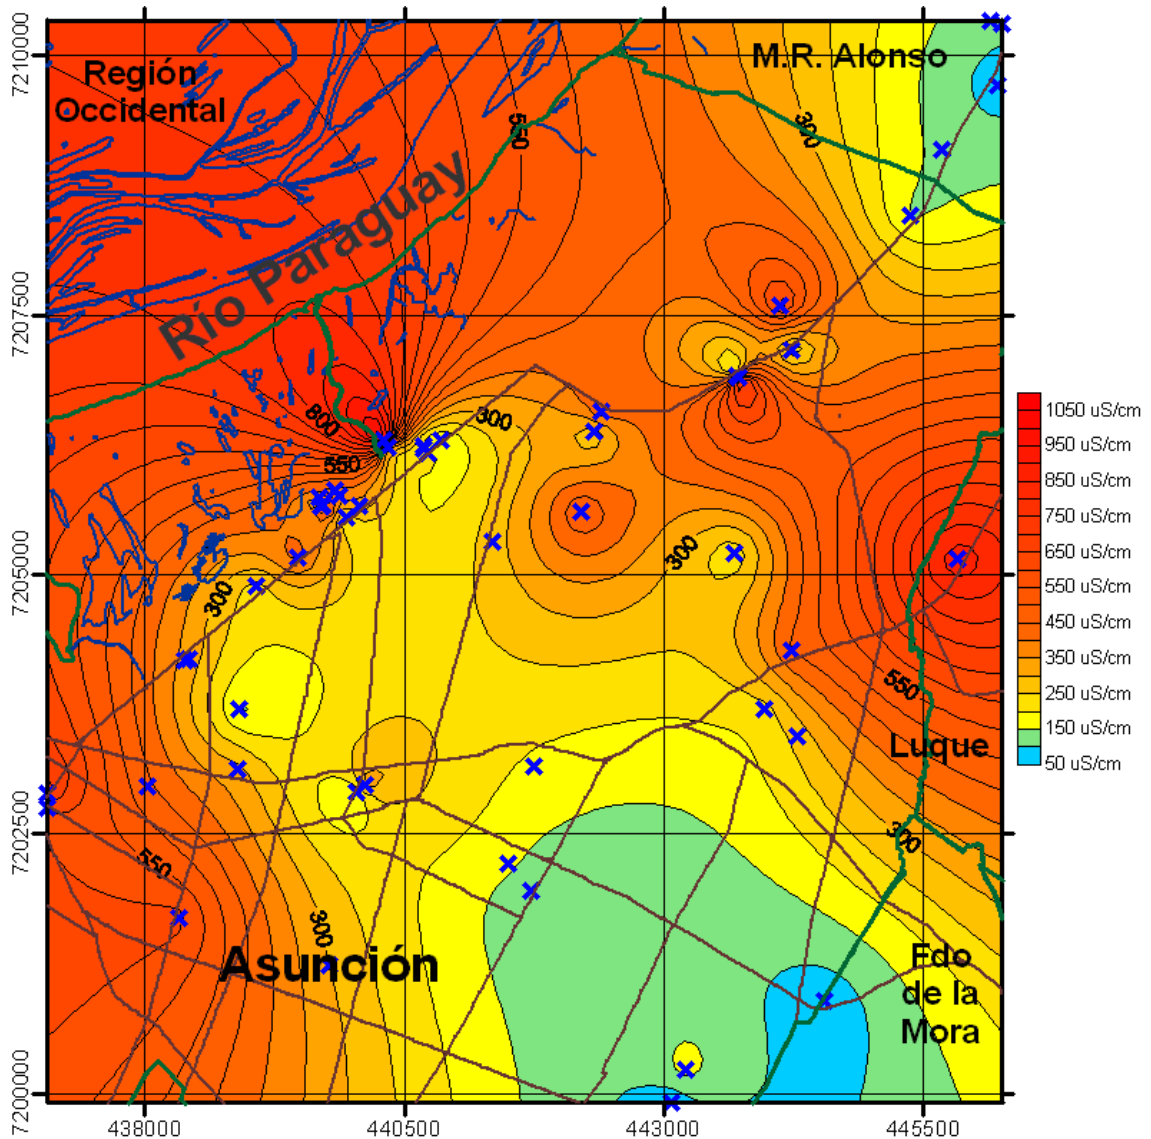 Región
Occidental
M.R. Alonso
Río Paraguay
550
300
800
300
550
300
300
550
Luque
300
550
300
Asunción
Fdo
de la
Mora
7210000
7207500
7205000
7202500
7200000
438000
440500
443000
445500
1050 uS/cm
950 uS/cm
850 uS/cm
750 uS/cm
650 uS/cm
550 uS/cm
450 uS/cm
350 uS/cm
250 uS/cm
150 uS/cm
50 uS/cm